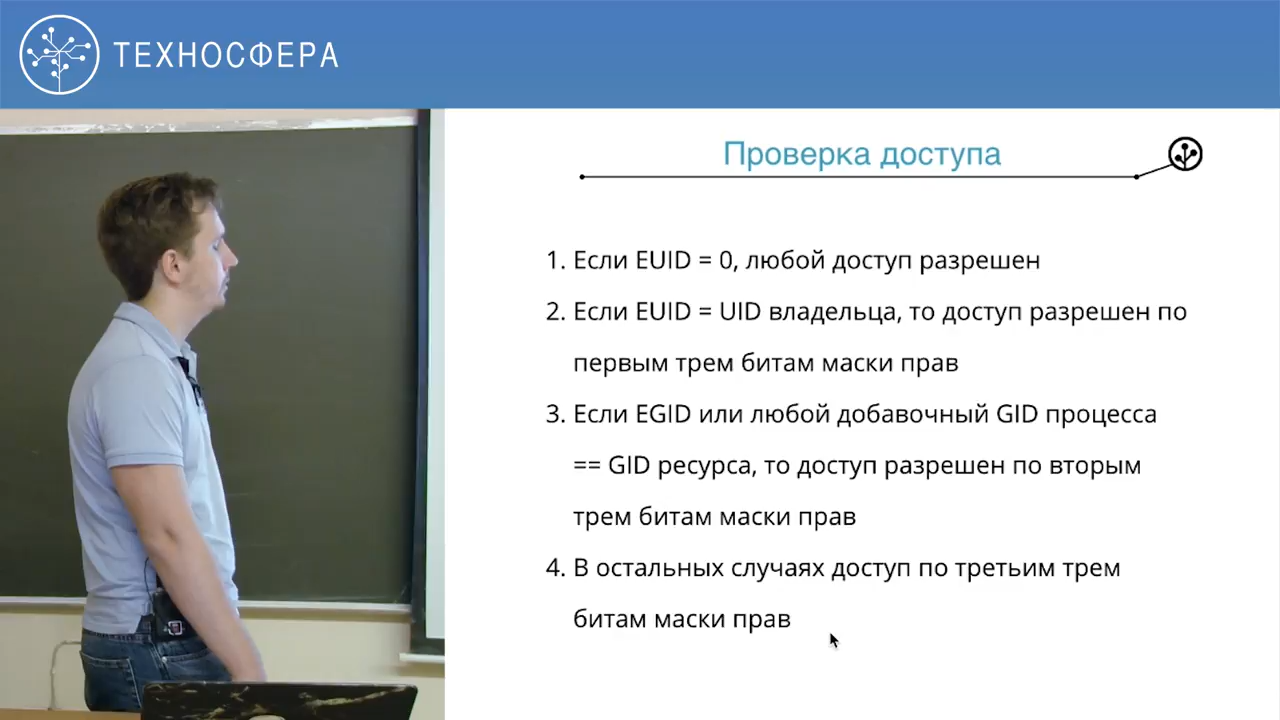 ТЕХНОСФЕРА
Проверка доступа
1. Если EUID = 0, любой доступ разрешен
2. Если EUID = UID владельца, то доступ разрешен по
первым трем битам маски прав
3. Если EGID или любой добавочный GID процесса
== GID ресурса, то доступ разрешен по вторым
трем битам маски прав
4. В остальных случаях доступ по третьим трем
битам маски прав